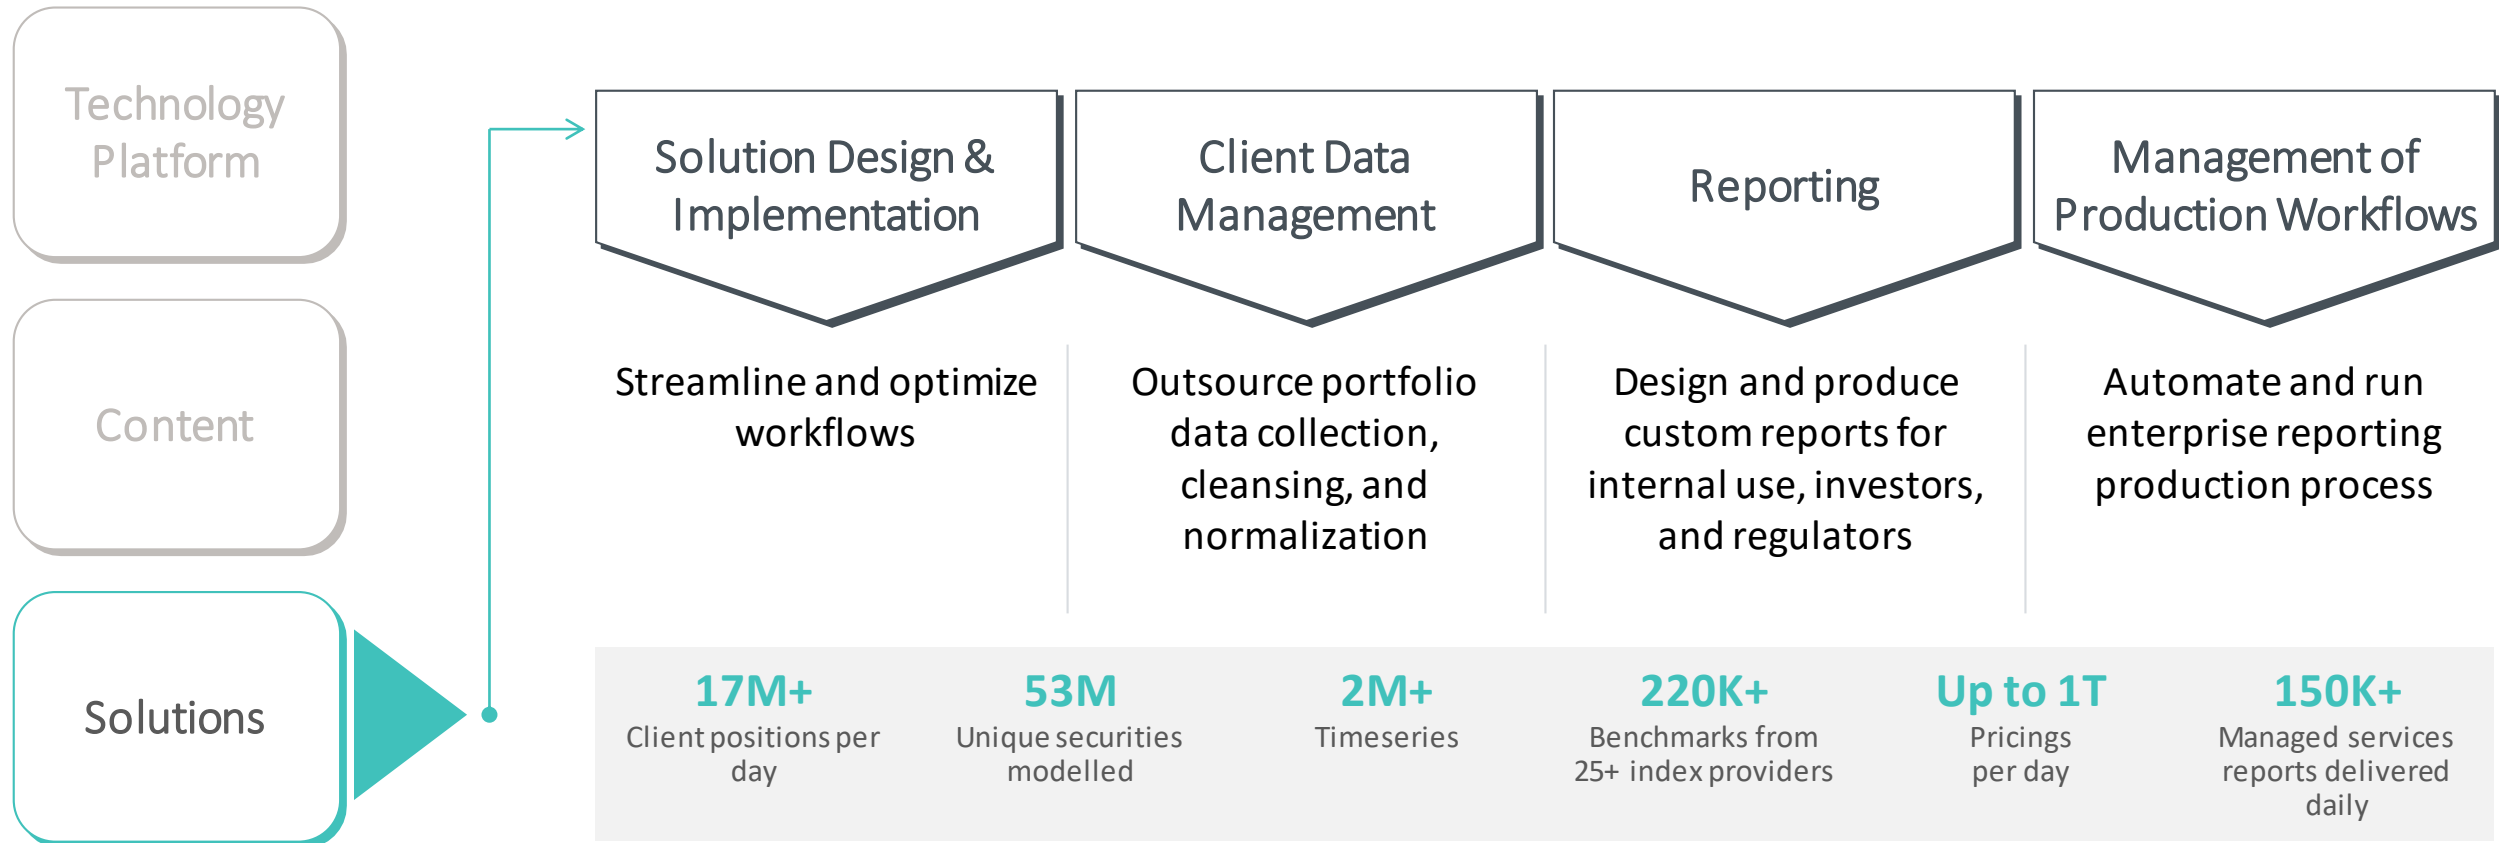 Technology
Platform
Content
Solutions
Solution Design &
Implementation
Streamline and optimize
workflows
Client Data
Management
Outsource portfolio
data collection,
cleansing, and
normalization
Reporting
Design and produce
custom reports for
internal use, investors,
and regulators
Management of
Production Workflows
Automate and run
enterprise reporting
production process
17M+
Client positions per
day
53M
Unique securities
modelled
2M+
Timeseries
220K+
Benchmarks from
25+ index providers
Up to 1T
Pricings
per day
150K+
Managed services
reports delivered
daily